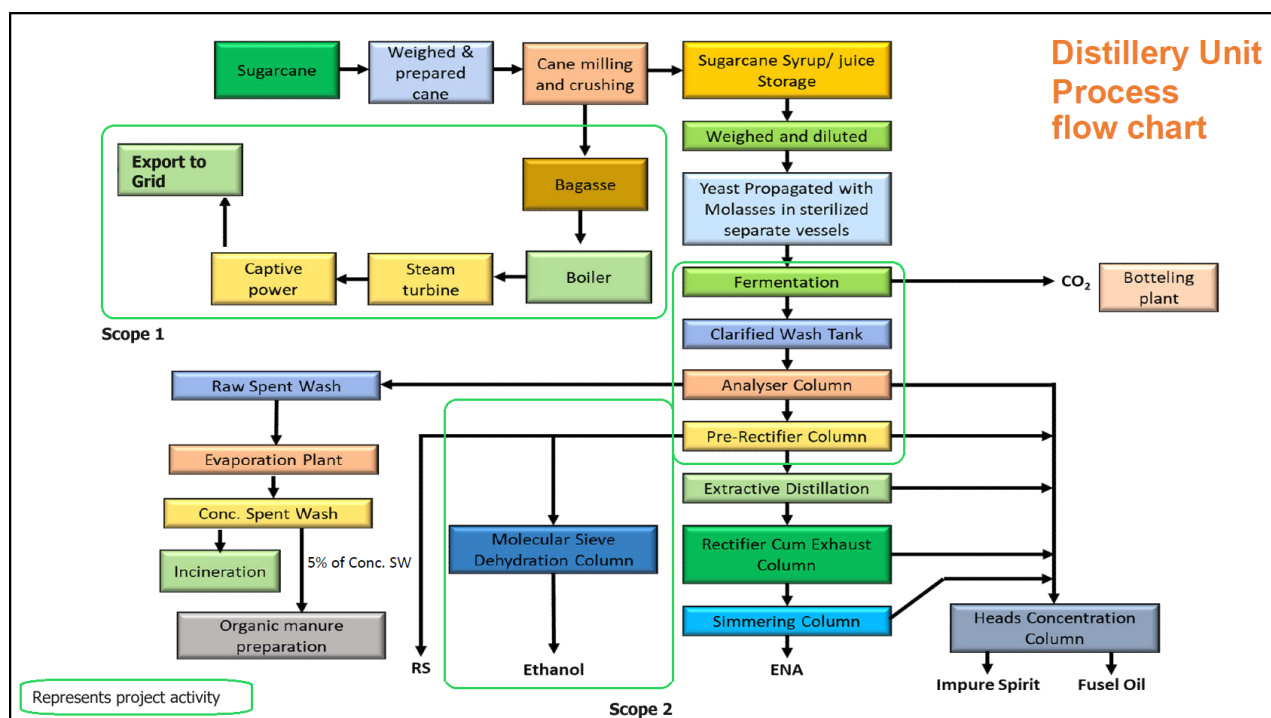 Distillery Unit
Process
flow chart
Sugarcane
Weighed &
prepared
cane
Cane milling
and crushing
Sugarcane Syrup/ juice
Storage
Weighed and diluted
Yeast Propagated with
Molasses in sterilized
separate vessels
Export to
Grid
Bagasse
Captive
power
Steam
turbine
Boiler
Scope 1
Fermentation
CO₂
Botteling
plant
Clarified Wash Tank
Raw Spent Wash
Analyser Column
Pre-Rectifier Column
Evaporation Plant
Extractive Distillation
Conc. Spent Wash
Molecular Sieve
Dehydration Column
Rectifier Cum Exhaust
Column
5% of Conc. SW
Incineration
Simmering Column
Heads Concentration
Column
Organic manure
preparation
RS
Ethanol
ENA
Impure Spirit
Fusel Oil
Represents project activity
Scope 2